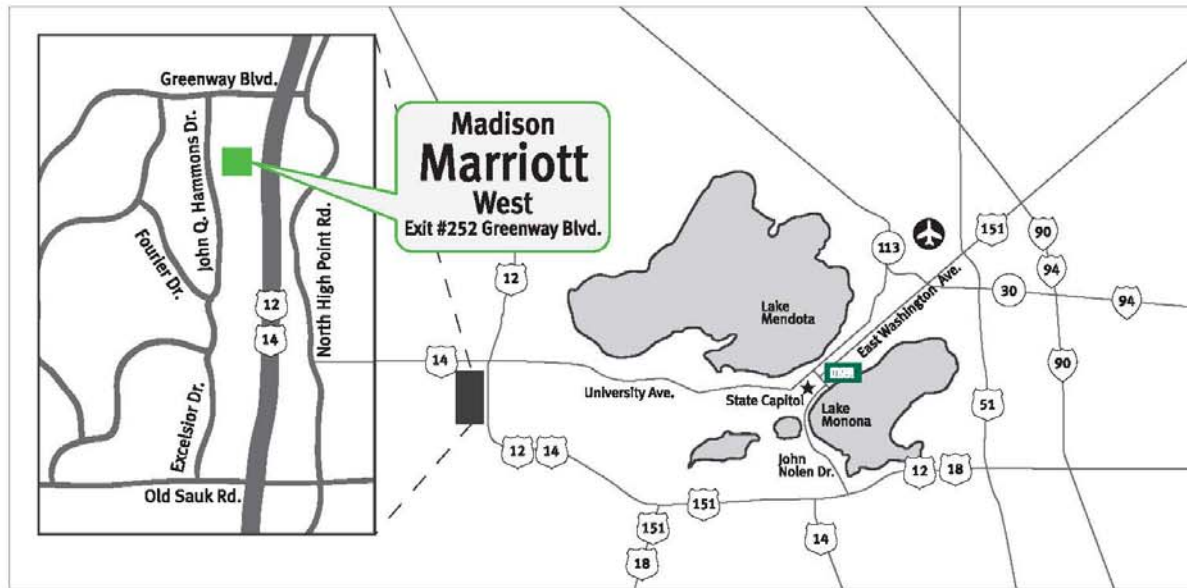 Greenway Blvd.
John Q. Hammons Dr.
Fourier Dr.
North High Point Rd.
12
14
Excelsior Dr.
Old Sauk Rd.
Madison
Marriott
West
Exit #252 Greenway Blvd.
12
14
University Ave.
12
14
Lake
Mendota
113
151
90
94
30
94
East Washington Ave.
90
State Capitol
Lake
Monona
51
John
Nolen Dr.
12
18
151
151
18
14